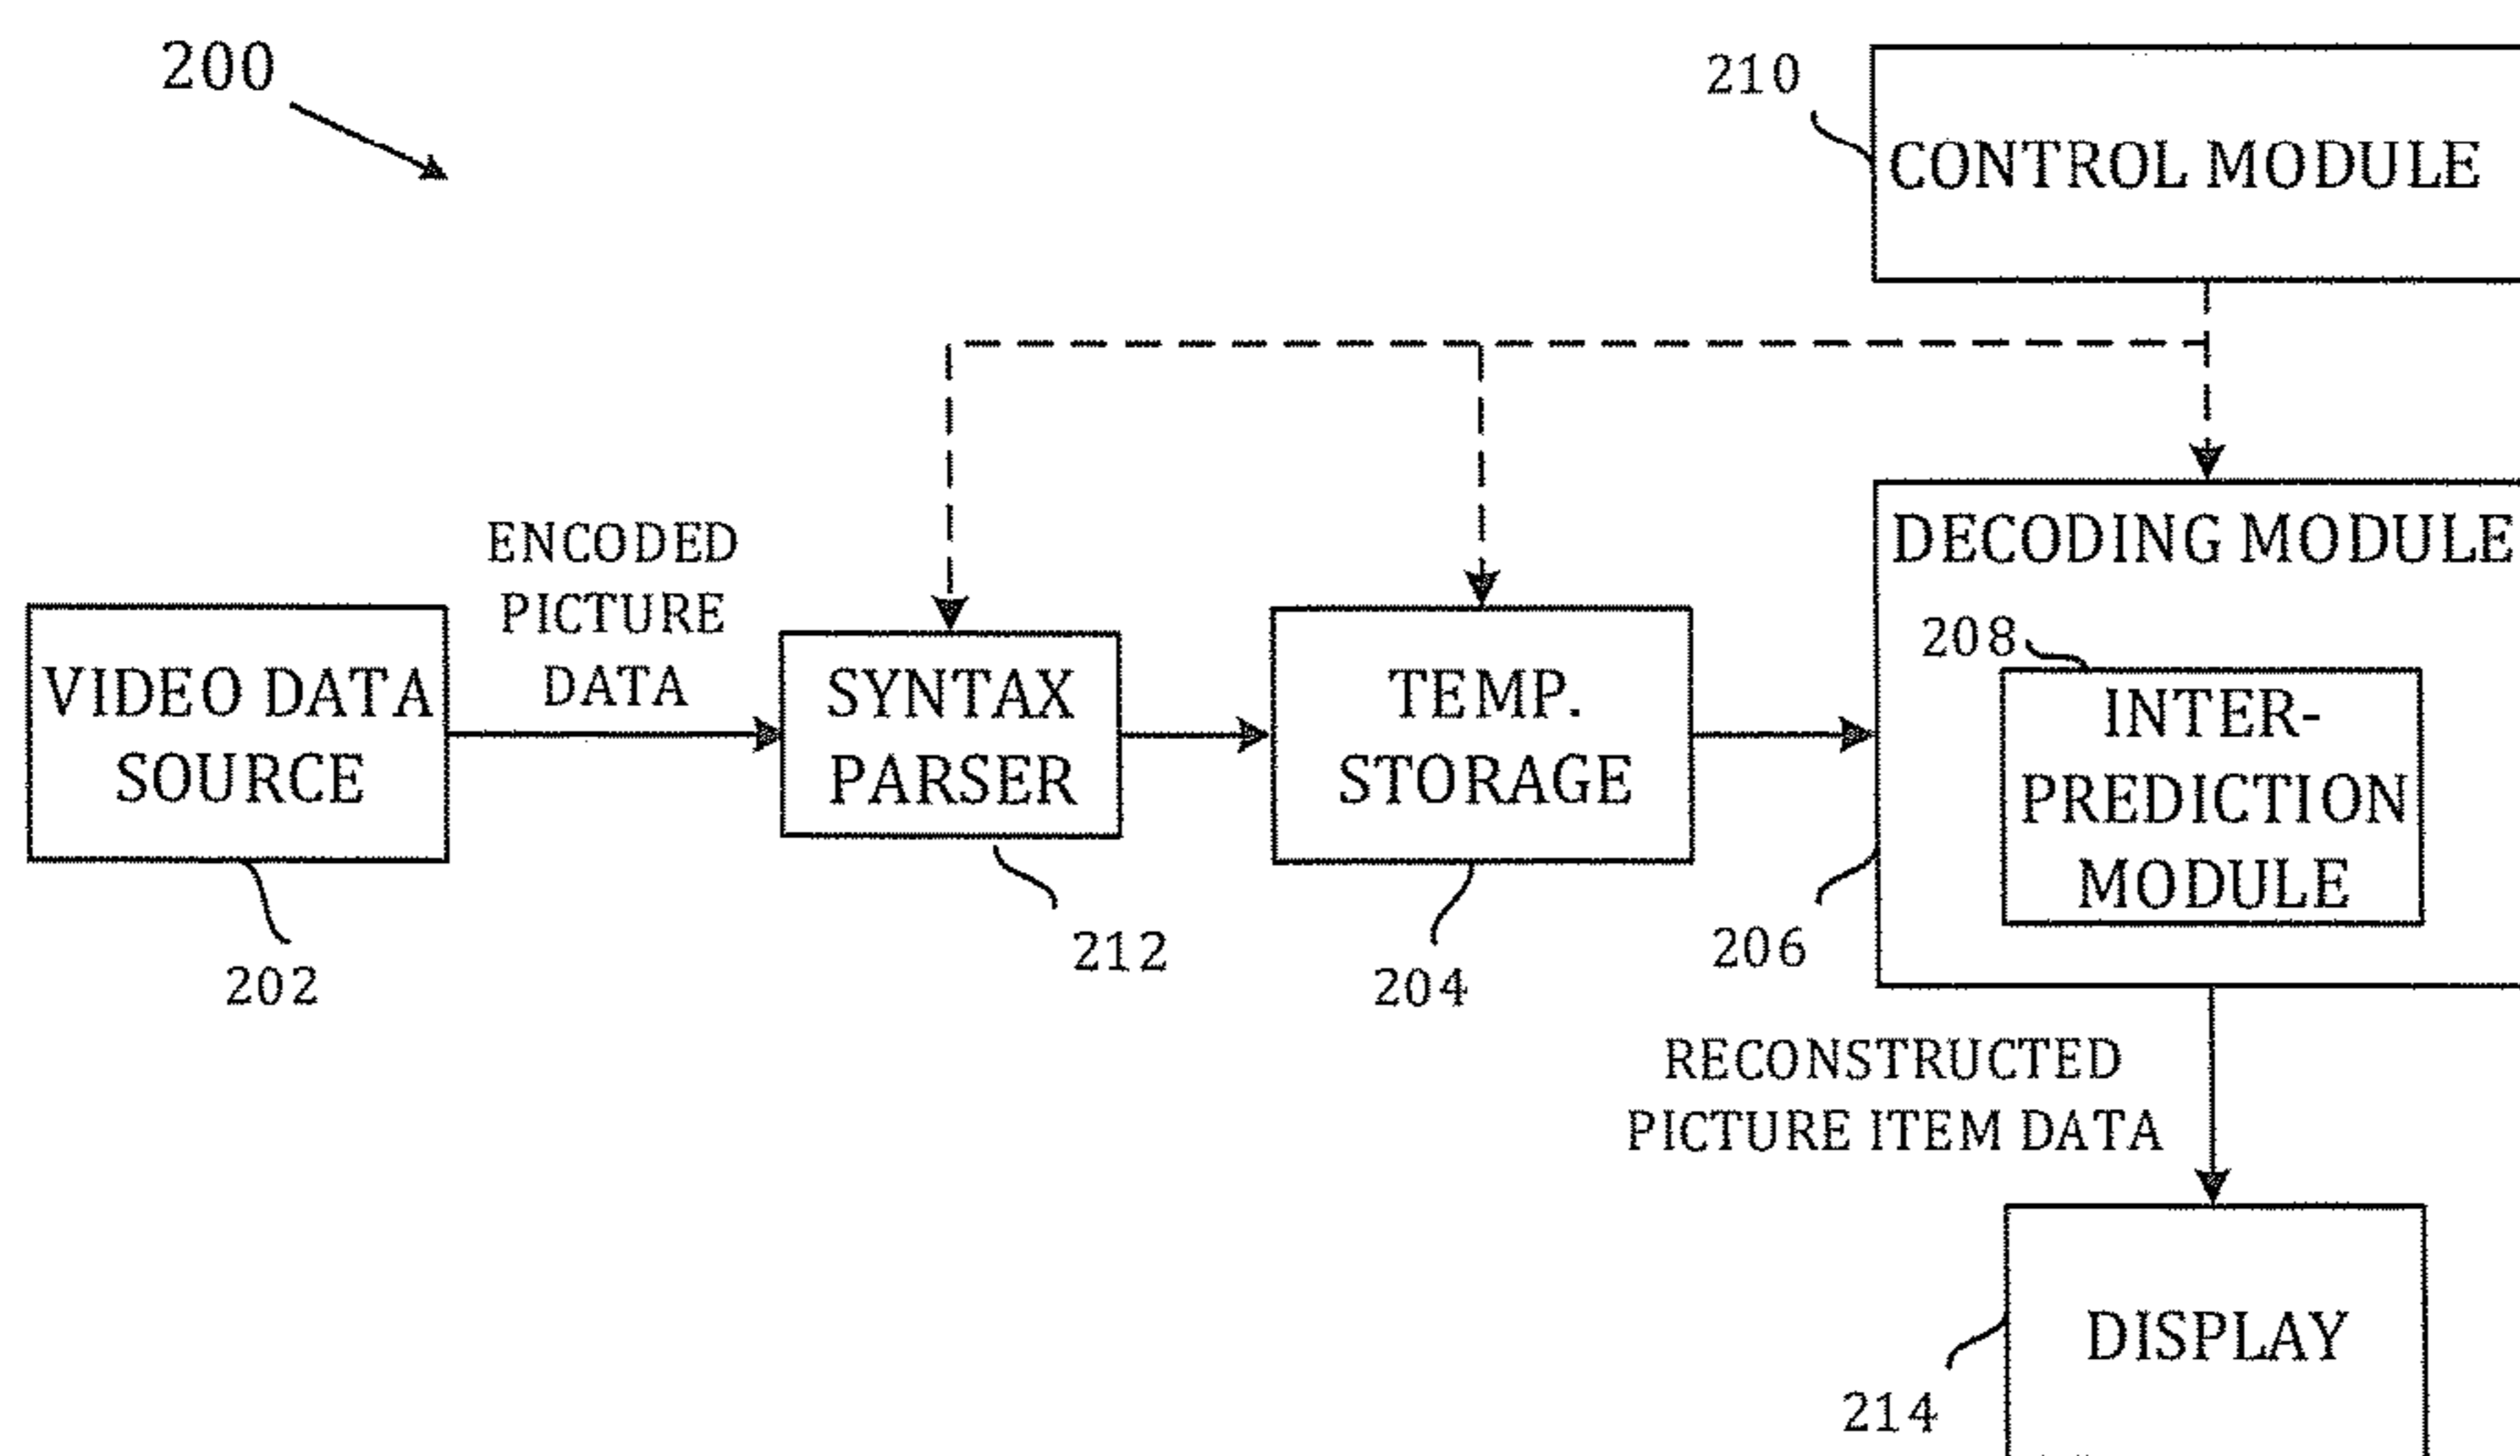 200
210
CONTROL MODULE
ENCODED
PICTURE
DATA
VIDEO DATA
SOURCE
202
SYNTAX
PARSER
212
TEMP.
STORAGE
204
DECODING MODULE
208
INTER-
PREDICTION
MODULE
206
RECONSTRUCTED
PICTURE ITEM DATA
DISPLAY
214